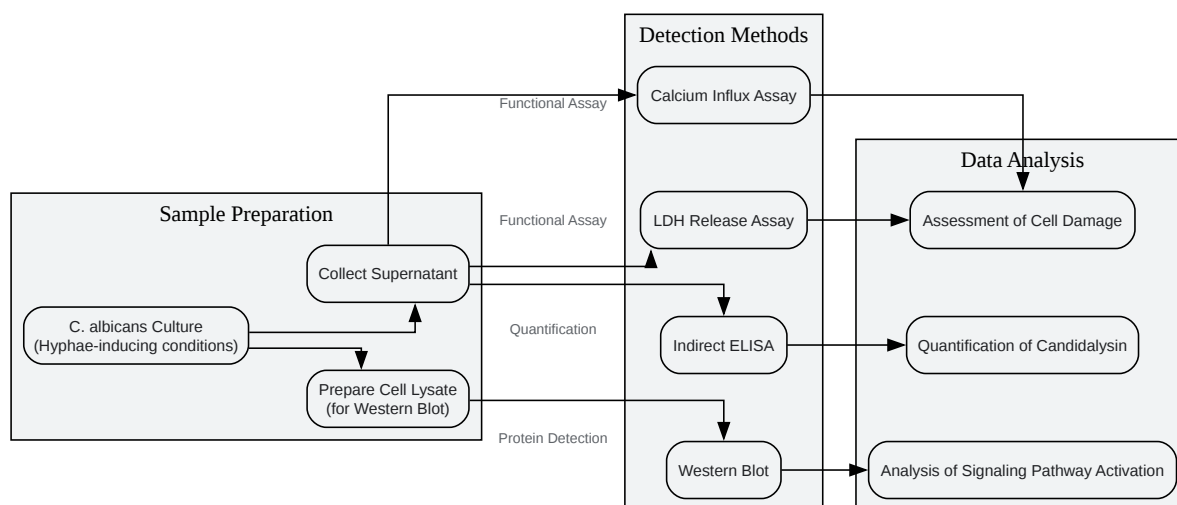 Detection Methods
Calcium Influx Assay
Functional Assay
Data Analysis
Sample Preparation
Functional Assay
LDH Release Assay
Assessment of Cell Damage
Collect Supernatant
C. albicans Culture
(Hyphae-inducing conditions)
Quantification
Indirect ELISA
Quantification of Candidalysin
Prepare Cell Lysate
(for Western Blot)
Protein Detection
Western Blot
Analysis of Signaling Pathway Activation